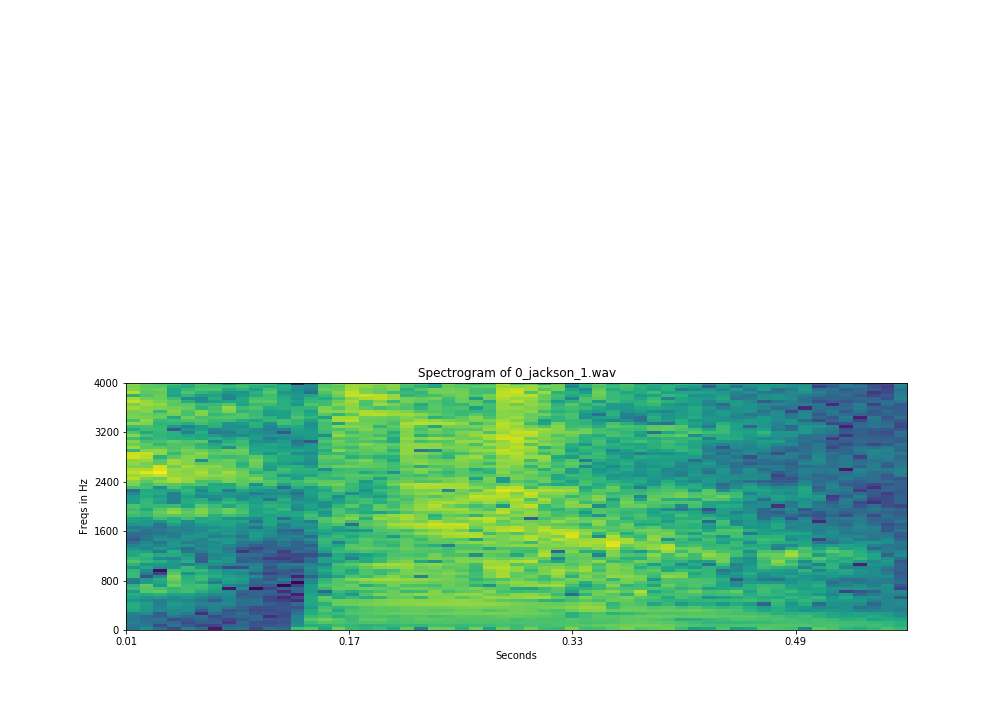 Spectrogram of 0_jackson_1.wav
4000
3200
2400
1600
800
0
Freqs in Hz
0.01 0.17 0.33 0.49
Seconds